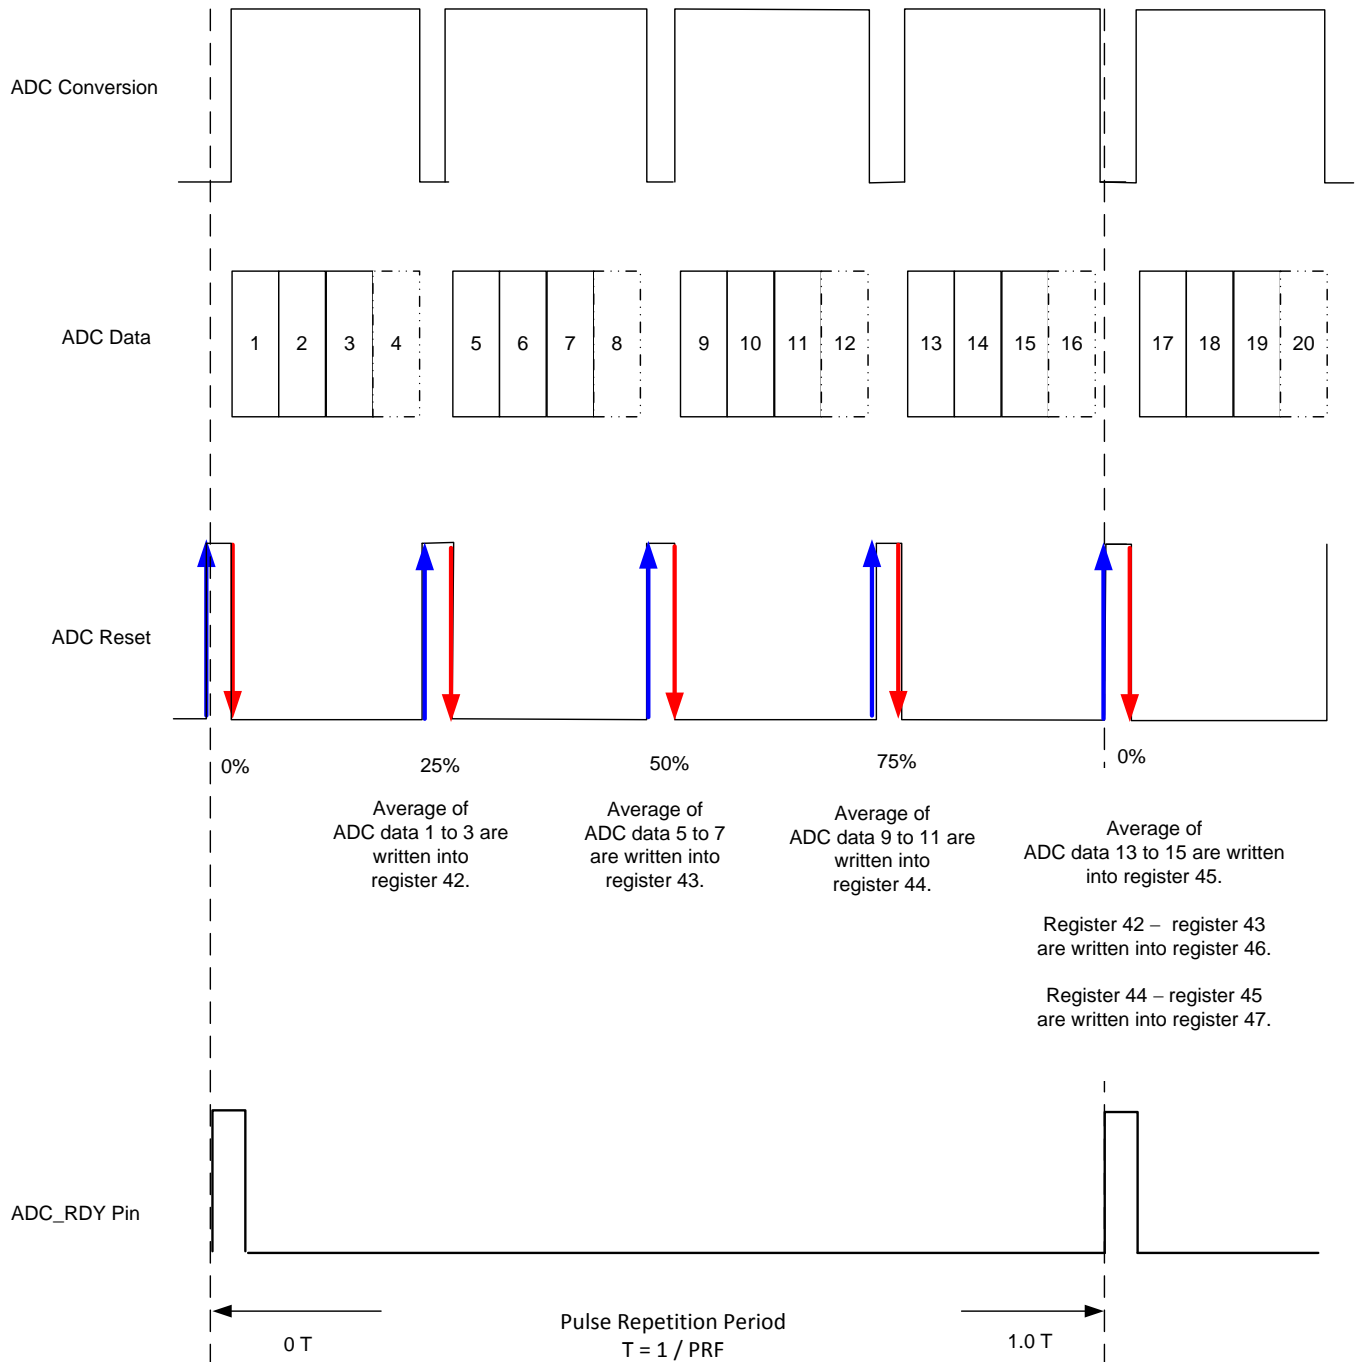 ADC Conversion
ADC Data
1 2 3 4 5 6 7 8 9 10 11 12 13 14 15 16 17 18 19 20
ADC Reset
0% 25% 50% 75% 0%
Average of
ADC data 1 to 3 are
written into
register 42.
Average of
ADC data 5 to 7
are written into
register 43.
Average of
ADC data 9 to 11 are
written into
register 44.
Average of
ADC data 13 to 15 are written
into register 45.
Register 42 – register 43
are written into register 46.
Register 44 – register 45
are written into register 47.
ADC_RDY Pin
0 T
Pulse Repetition Period
T = 1 / PRF
1.0 T